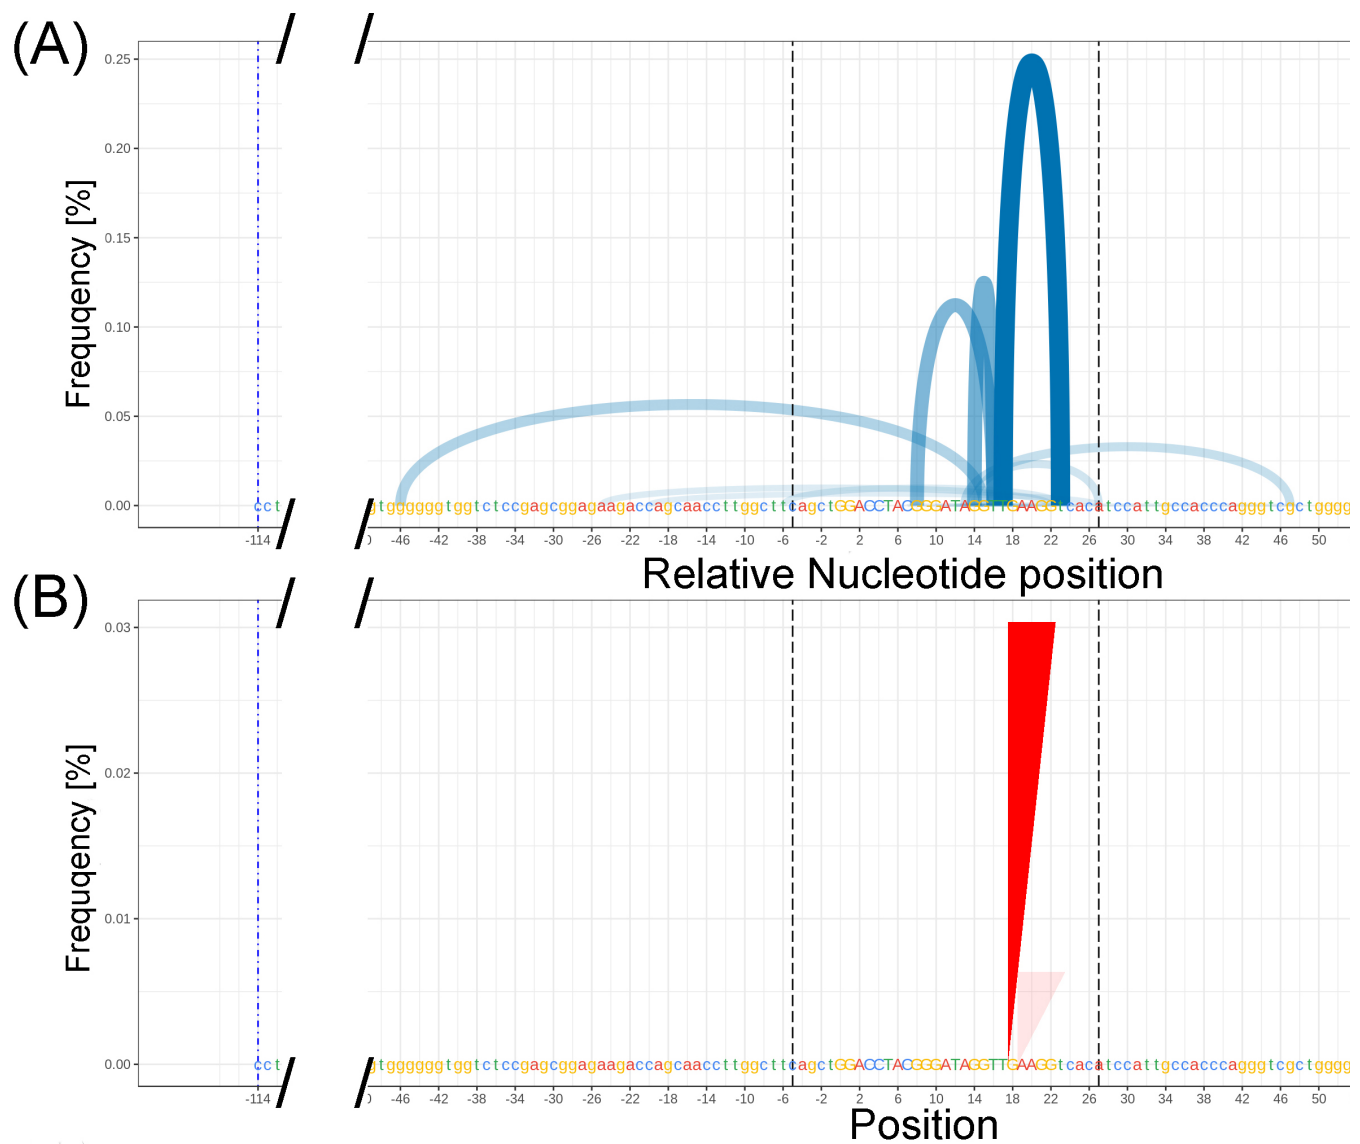 (A)
Frequqency [%]
0.25
0.20
0.15
0.10
0.05
0.00
cct gtggggggtggtctccgagcggagaagaccagcaaccttggcttcagctGGACCTACGGGATAGGTTGAAGGtcacatccattgccacccagggtcgctgggg
-114 -46 -42 -38 -34 -30 -26 -22 -18 -14 -10 -6 -2 2 6 10 14 18 22 26 30 34 38 42 46 50
Relative Nucleotide position
(B)
Frequqency [%]
0.03
0.02
0.01
0.00
cct gtggggggtggtctccgagcggagaagaccagcaaccttggcttcagctGGACCTACGGGATAGGTTGAAGGtcacatccattgccacccagggtcgctgggg
-114 -46 -42 -38 -34 -30 -26 -22 -18 -14 -10 -6 -2 2 6 10 14 18 22 26 30 34 38 42 46 50
Position